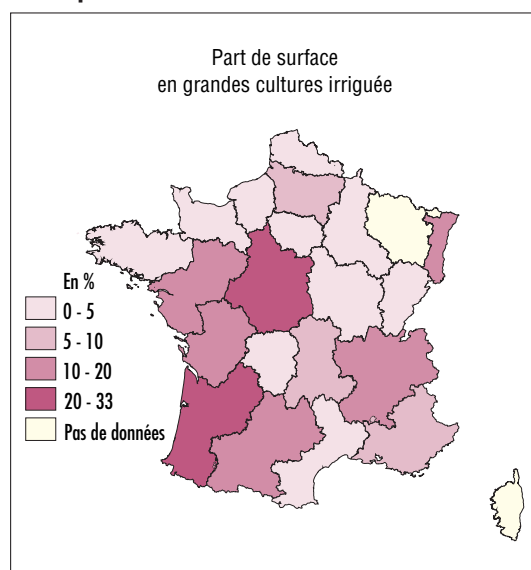 Part de surface
en grandes cultures irriguée
En %
0 - 5
5 - 10
10 - 20
20 - 33
Pas de données